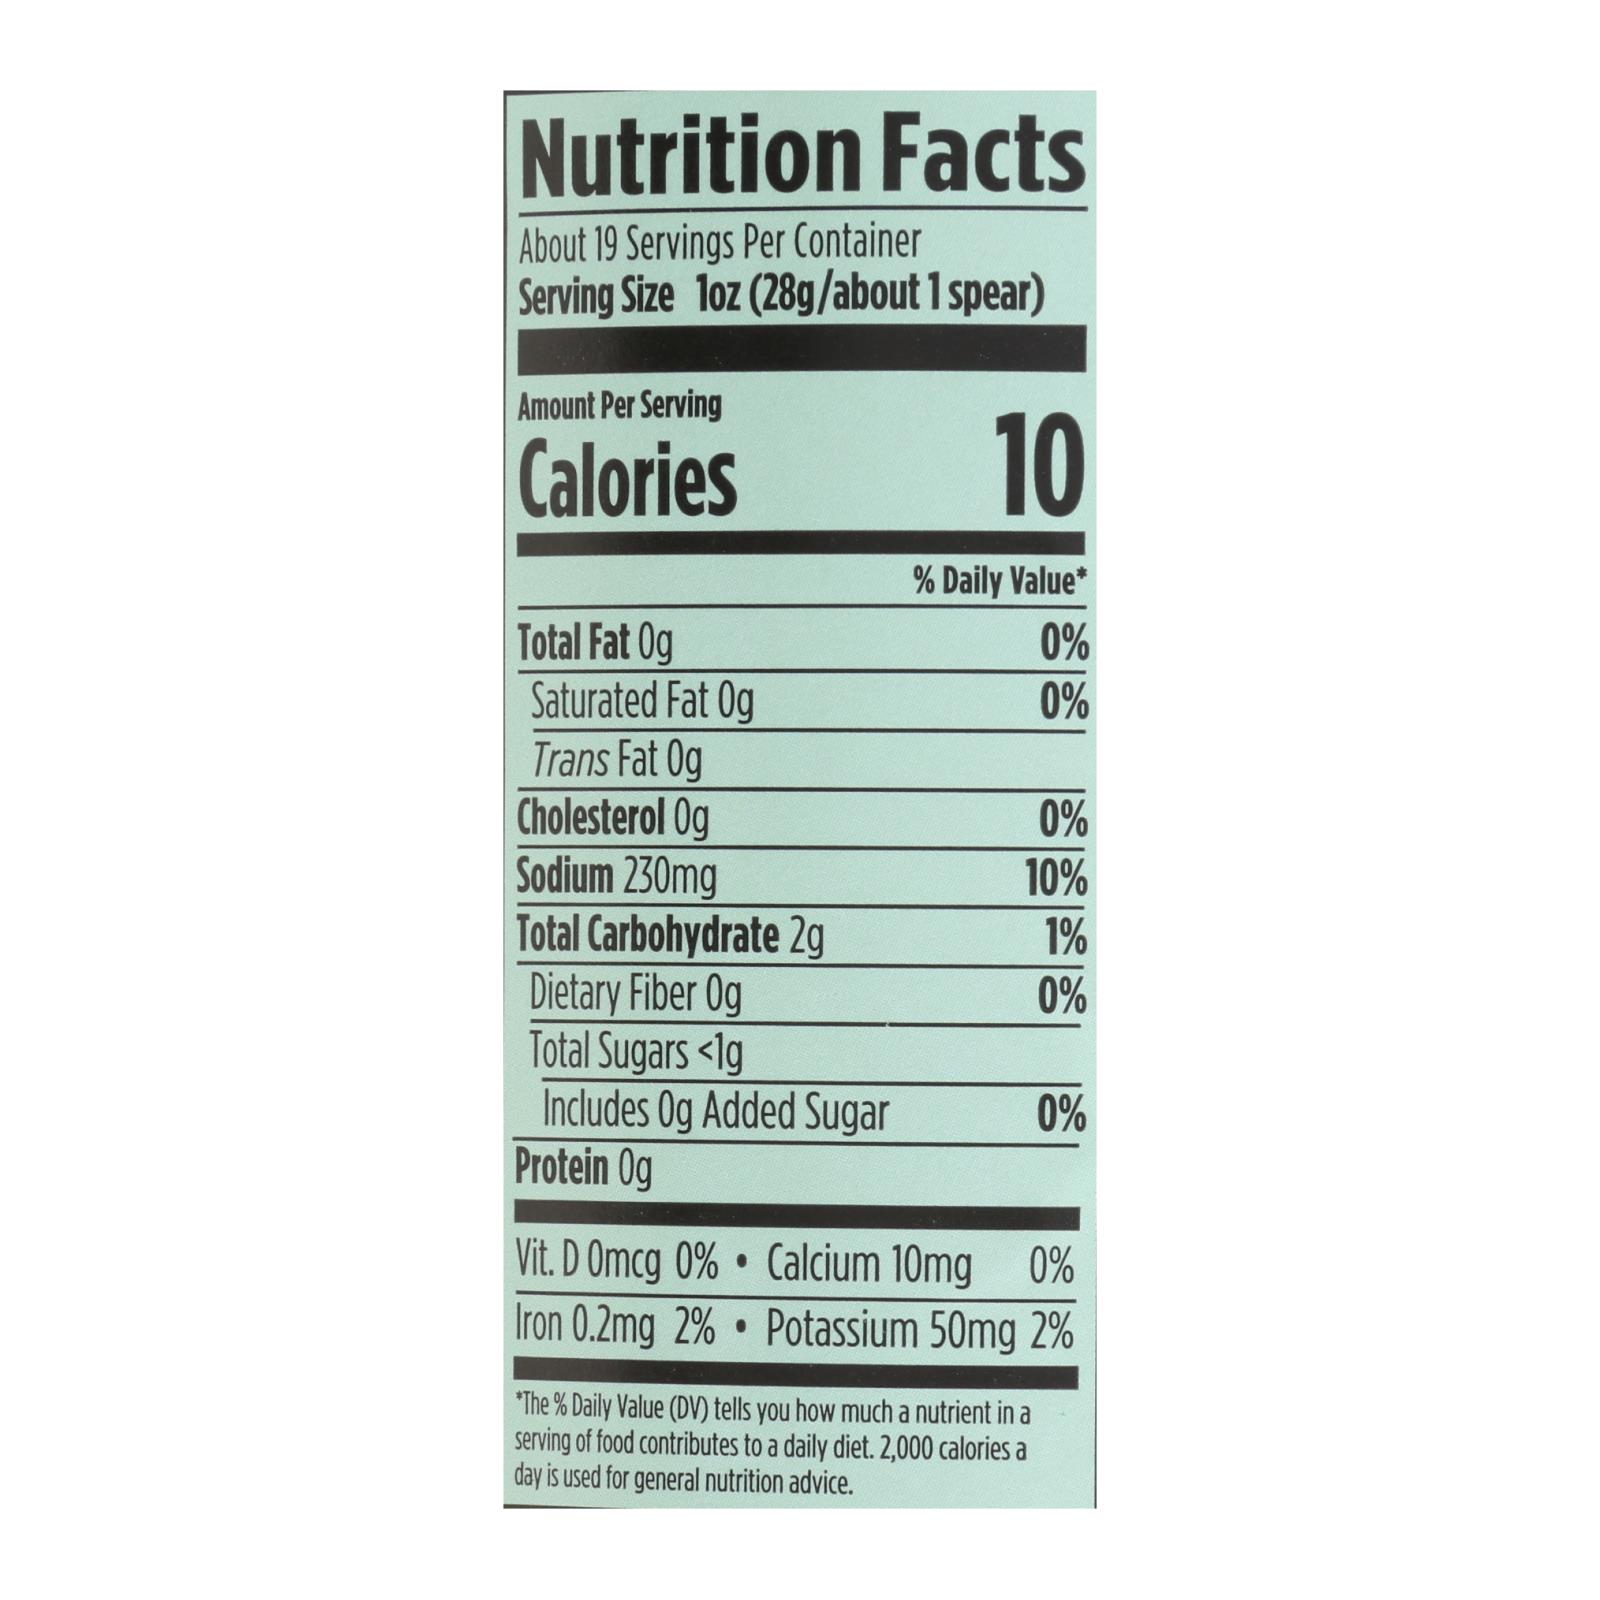 Nutrition Facts
About 19 Servings Per Container
Serving Size 1oz (28g/about 1 spear)
Amount Per Serving
Calories 10
% Daily Value*
Total Fat 0g 0%
Saturated Fat 0g 0%
Trans Fat 0g
Cholesterol 0g 0%
Sodium 230mg 10%
Total Carbohydrate 2g 1%
Dietary Fiber 0g 0%
Total Sugars <1g
Includes 0g Added Sugar 0%
Protein 0g
Vit. D 0mcg 0% • Calcium 10mg 0%
Iron 0.2mg 2% • Potassium 50mg 2%
*The % Daily Value (DV) tells you how much a nutrient in a
serving of food contributes to a daily diet. 2,000 calories a
day is used for general nutrition advice.